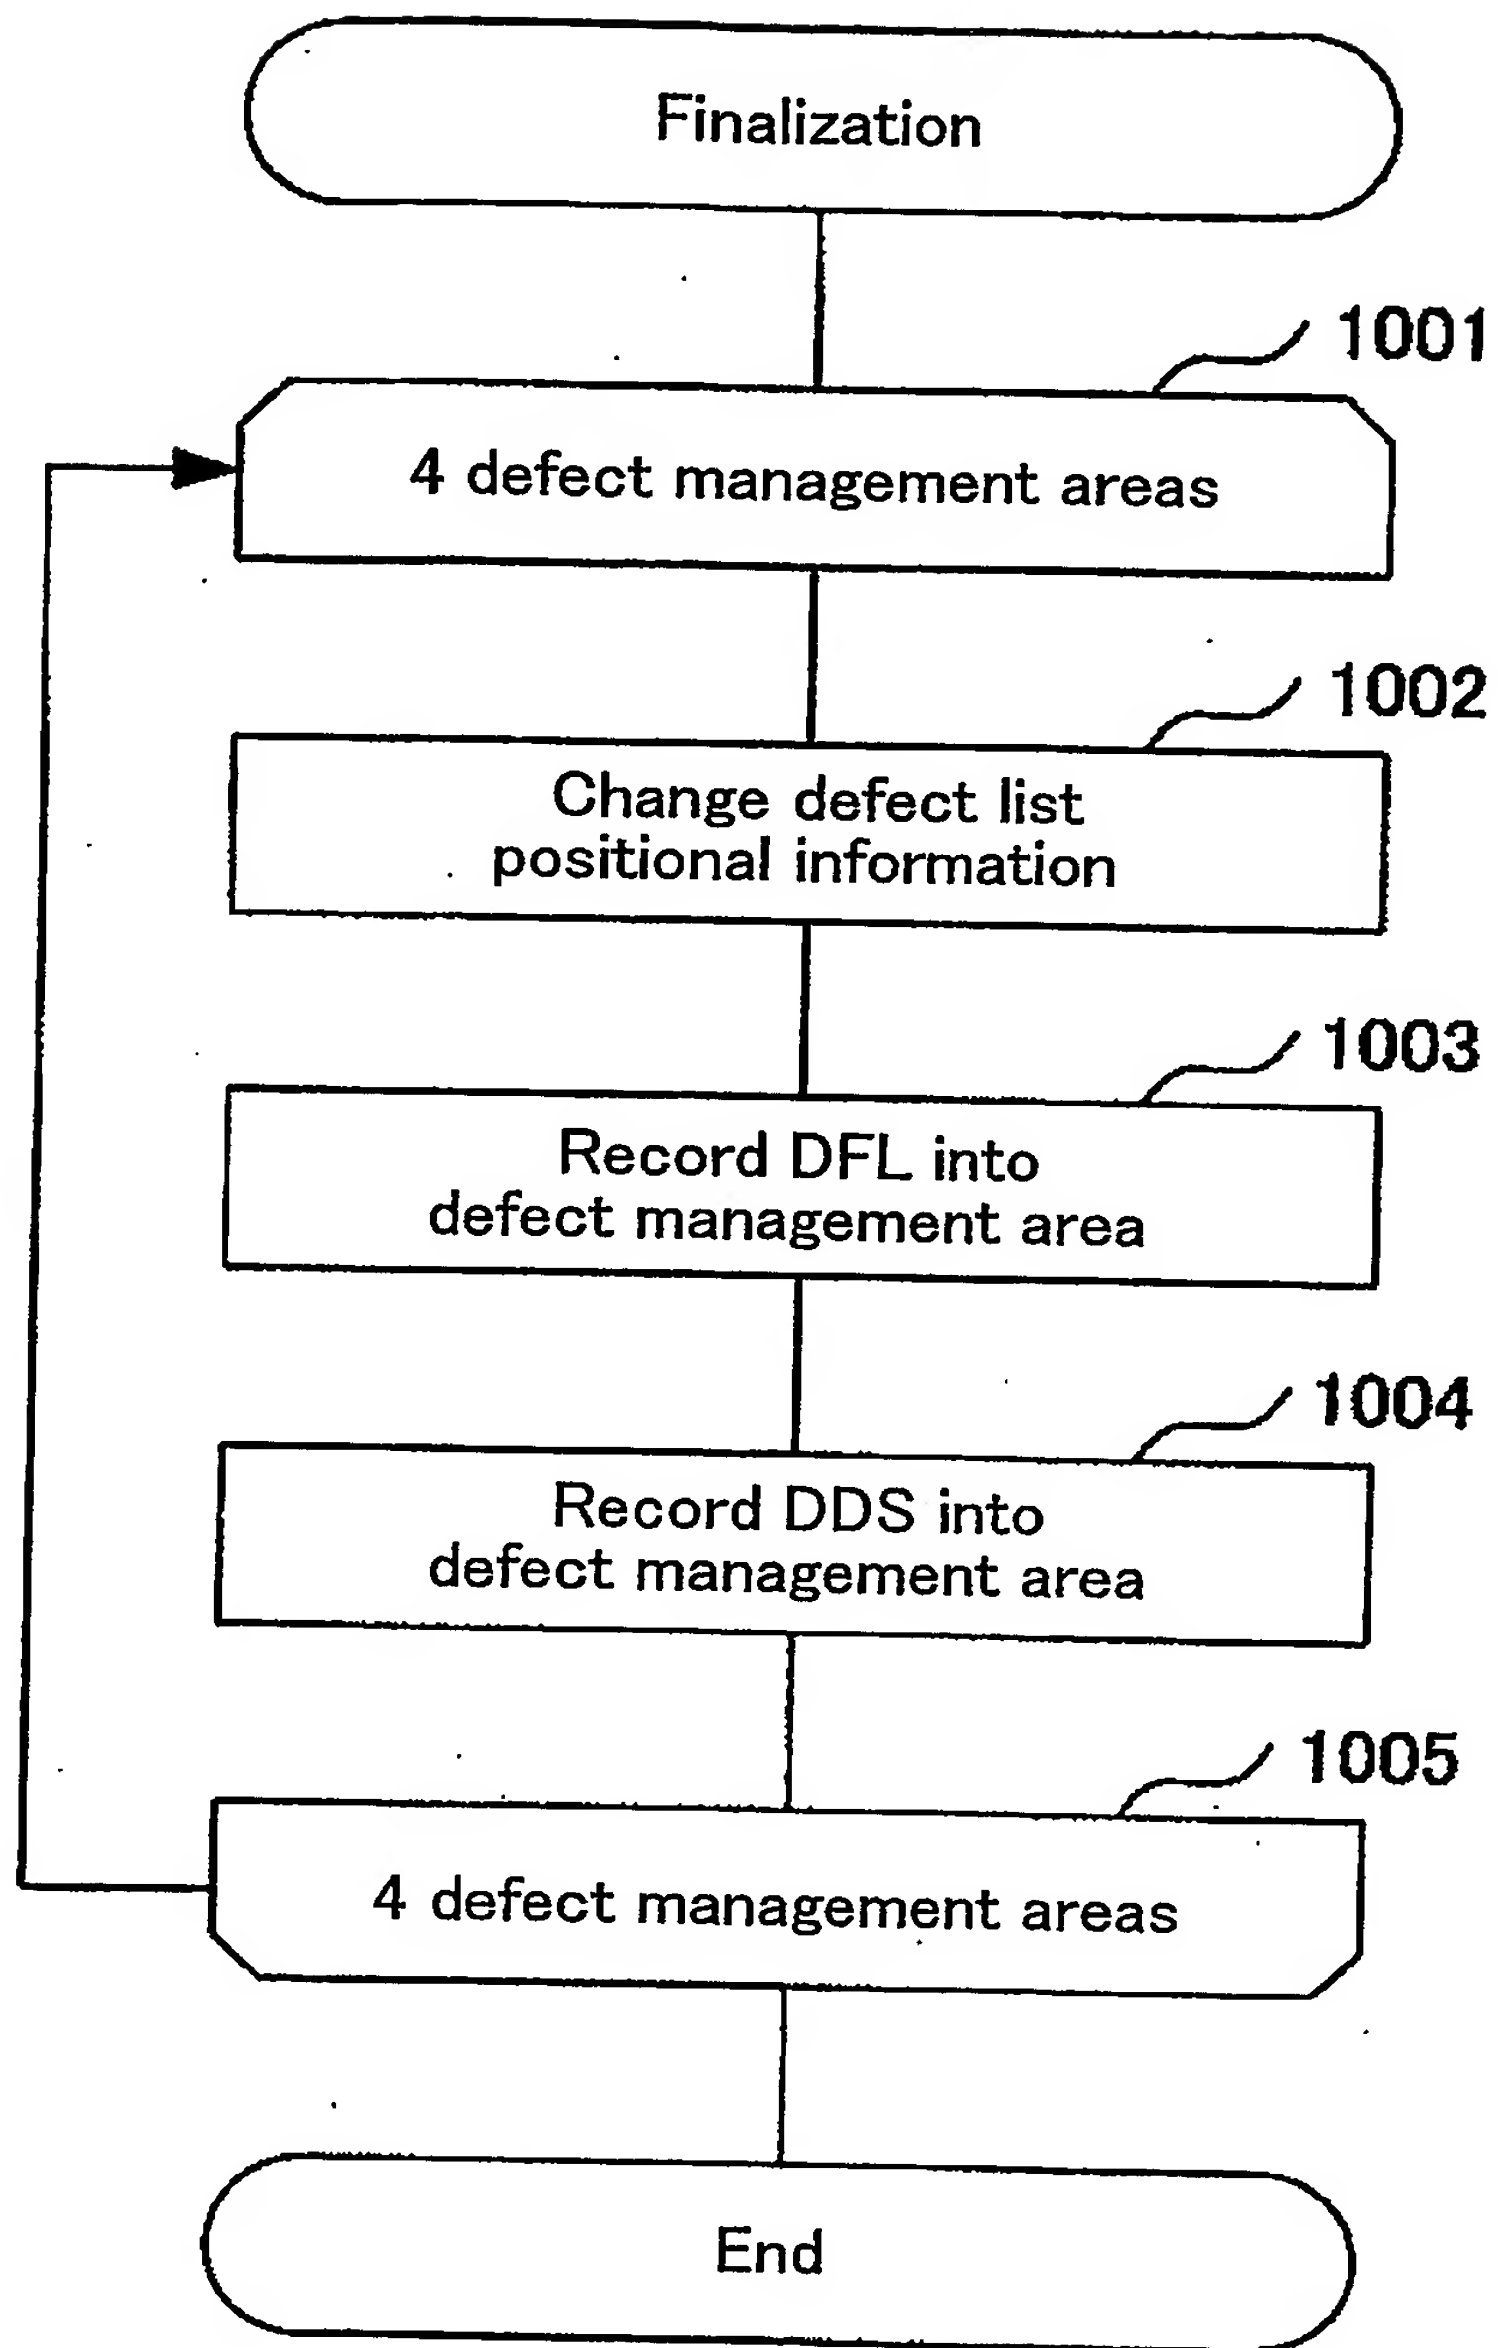 Finalization
1001
4 defect management areas
1002
Change defect list
positional information
1003
Record DFL into
defect management area
1004
Record DDS into
defect management area
1005
4 defect management areas
End